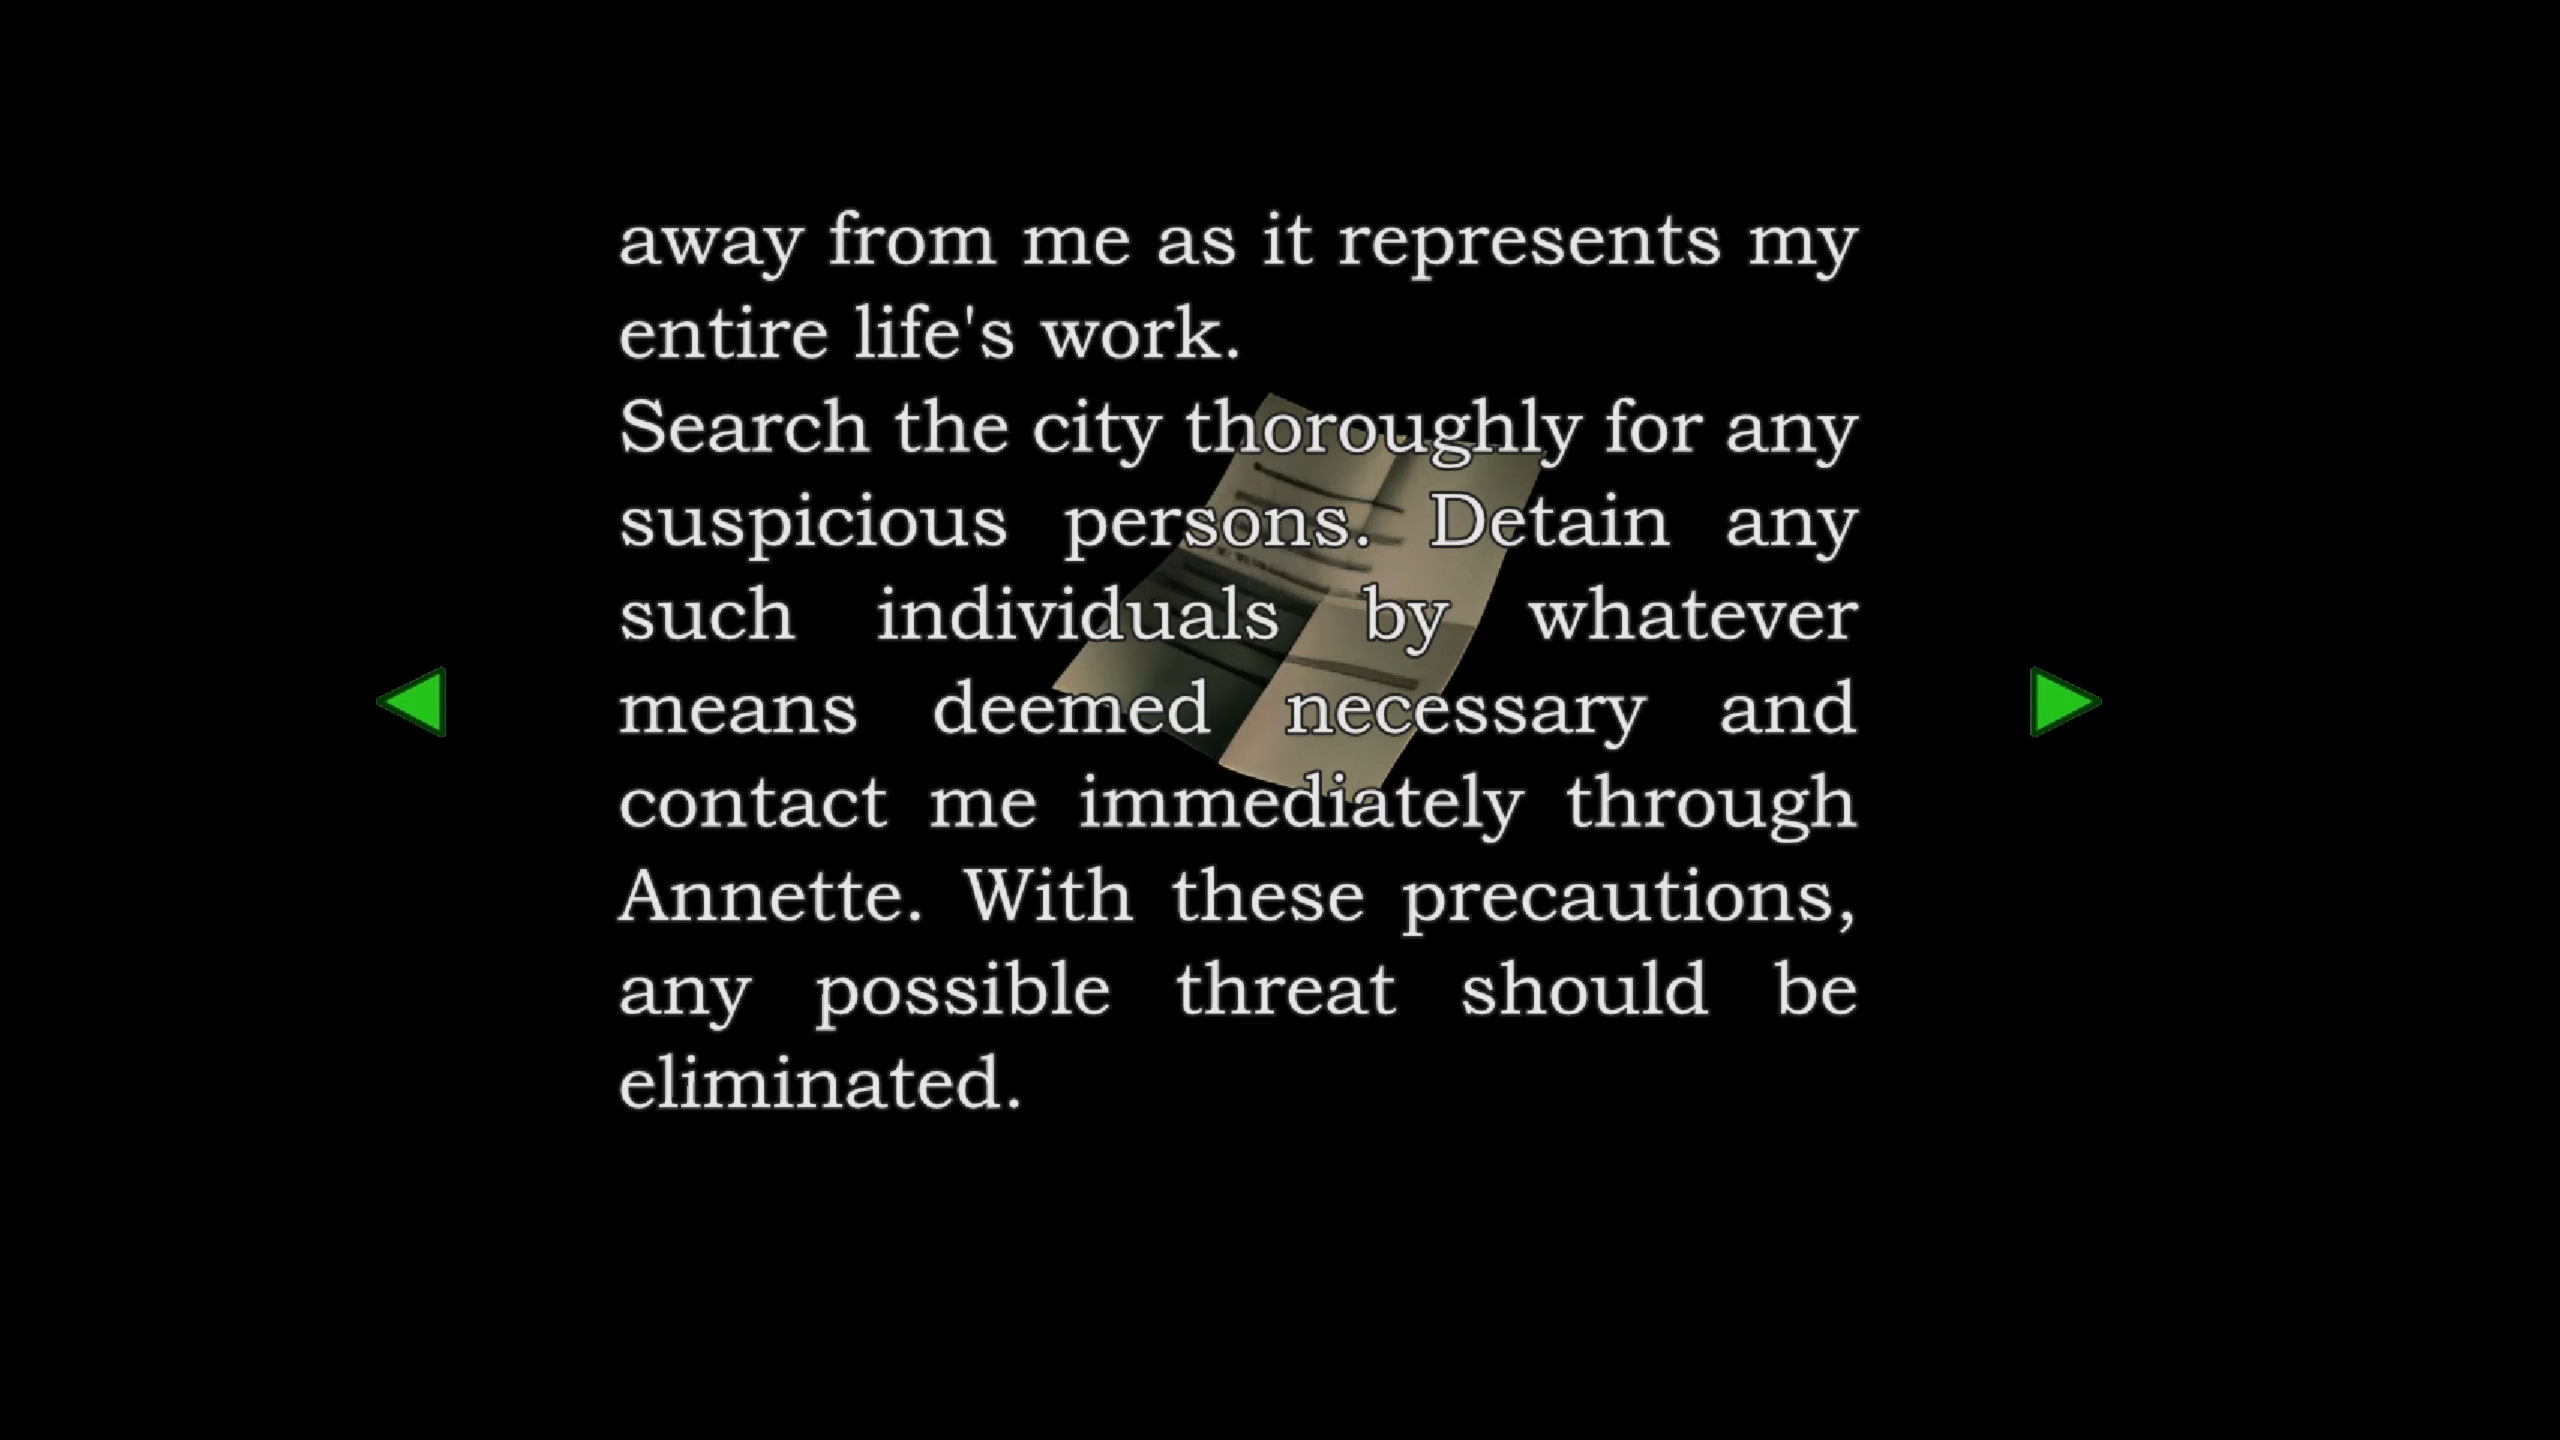 away from me as it represents my
entire life's work.
Search the city thoroughly for any
suspicious persons. Detain any
such individuals by whatever
means deemed necessary and
contact me immediately through
Annette. With these precautions,
any possible threat should be
eliminated.